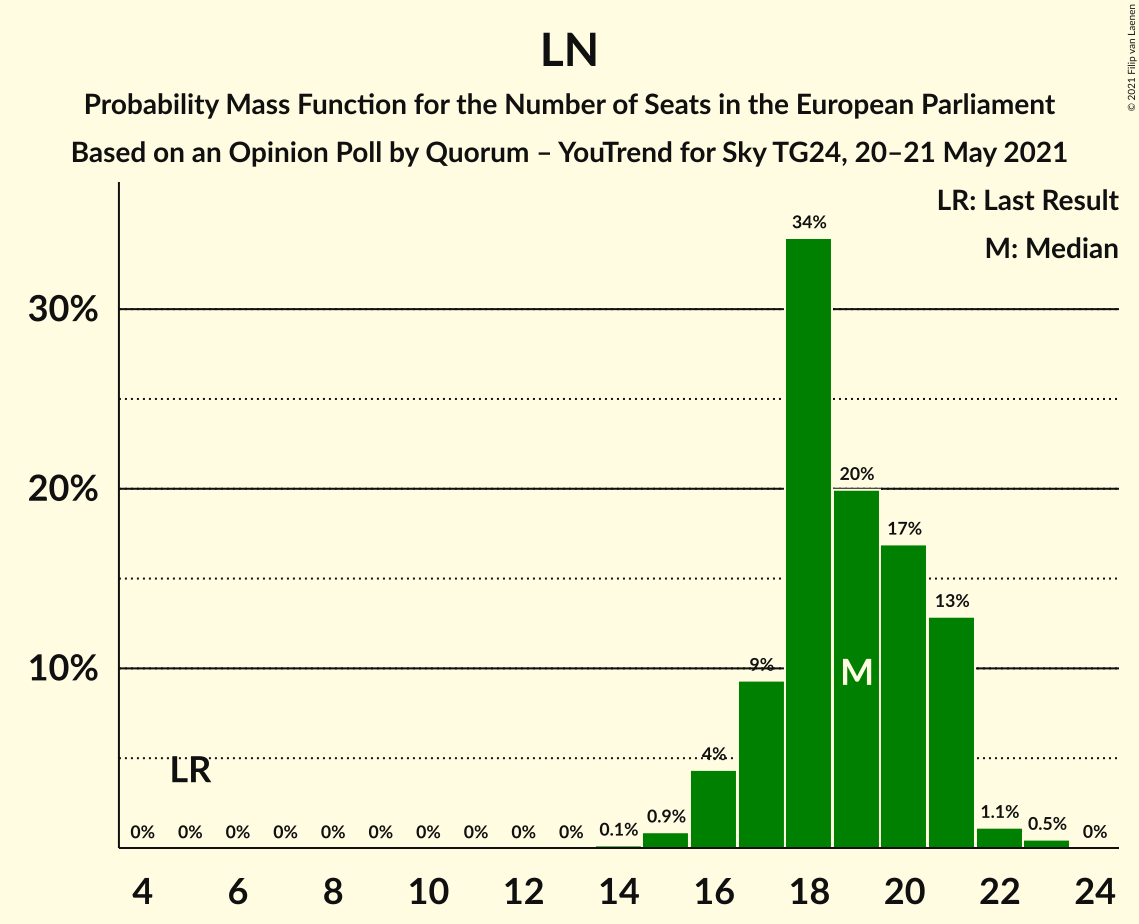 LN
Probability Mass Function for the Number of Seats in the European Parliament
Based on an Opinion Poll by Quorum – YouTrend for Sky TG24, 20–21 May 2021
© 2021 Filip van Laenen
LR: Last Result
M: Median
30%
20%
10%
34%
20%
17%
13%
9%
4%
0% 0% 0% 0% 0% 0% 0% 0% 0% 0% 0.1% 0.9% 1.1% 0.5% 0%
LR
M
4 6 8 10 12 14 16 18 20 22 24